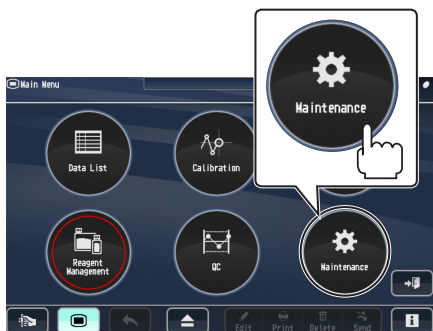 Main Menu
Maintenance
Data List
Calibration
Reagent
Management
QC
Maintenance
Edit
Print
Delete
Send